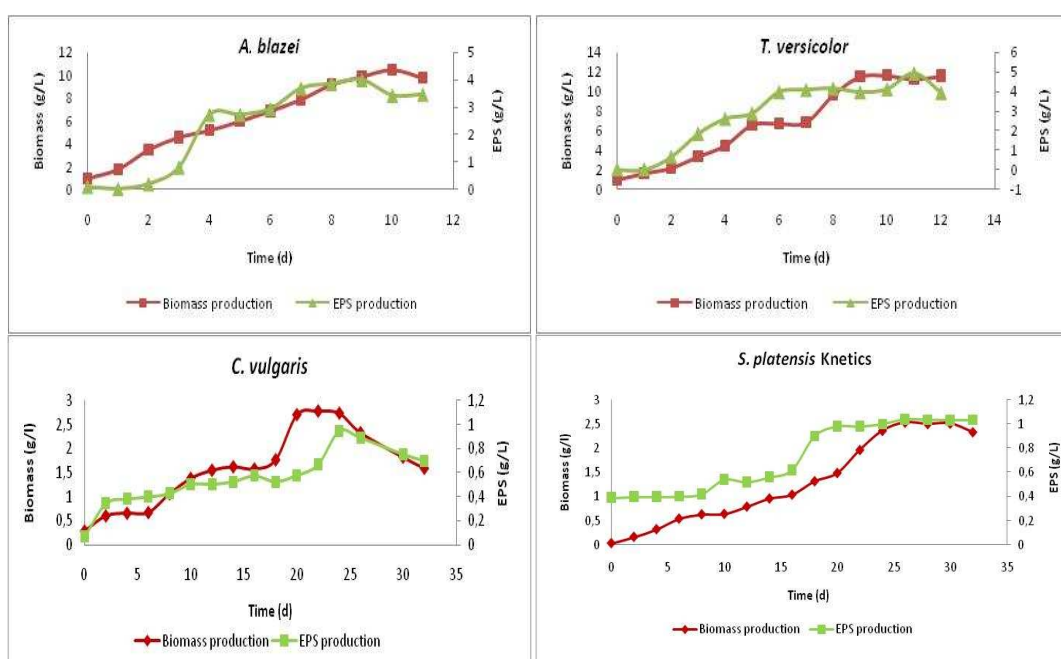 A. blazei
12
10
8
6
4
2
0
Biomass (g/L)
5
4
3
2
1
0
EPS (g/L)
0 2 4 6 8 10 12
Time (d)
Biomass production EPS production
T. versicolor
14
12
10
8
6
4
2
0
Biomass (g/L)
6
5
4
3
2
1
0
-1
EPS (g/L)
0 2 4 6 8 10 12 14
Time (d)
Biomass production EPS production
C. vulgaris
3
2,5
2
1,5
1
0,5
0
Biomass (g/l)
1,2
1
0,8
0,6
0,4
0,2
0
EPS (g/L)
0 5 10 15 20 25 30 35
Time (d)
Biomass production EPS production
S. platensis Knetics
3
2,5
2
1,5
1
0,5
0
Biomass (g/l)
1,2
1
0,8
0,6
0,4
0,2
0
EPS (g/L)
0 5 10 15 20 25 30 35
Time (d)
Biomass production EPS production